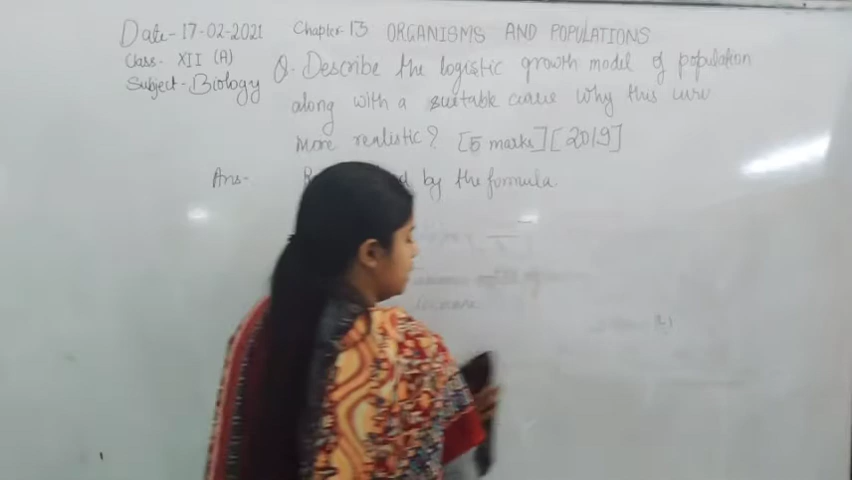 Date-17-02-2021 Chapter-13 ORGANISMS AND POPULATIONS
Class- XII (A)
Subject-Biology
Q. Describe the logistic growth model of population
along with a suitable curve why this curv
more realistic? [5 marks][2019]
Ans- by the formula